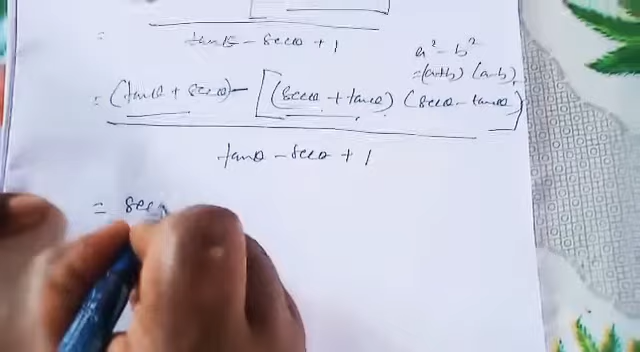 =
tanθ - secθ + 1
a² - b²
= (a+b) (a-b)
= (tanθ + secθ) - [(secθ + tanθ) (secθ - tanθ)]
tanθ - secθ + 1
= sec